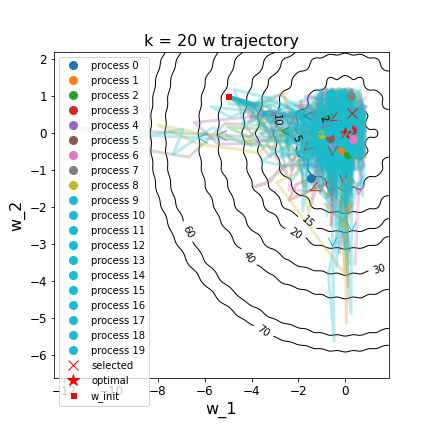 k = 20 w trajectory
w_2
2
1
0
−1
−2
−3
−4
−5
−6
process 0
process 1
process 2
process 3
process 4
process 5
process 6
process 7
process 8
process 9
process 10
process 11
process 12
process 13
process 14
process 15
process 16
process 17
process 18
process 19
selected
optimal
w_init
10
5
2
15
20
30
40
60
70
−12
−10
−8
−6
−4
−2
0
w_1